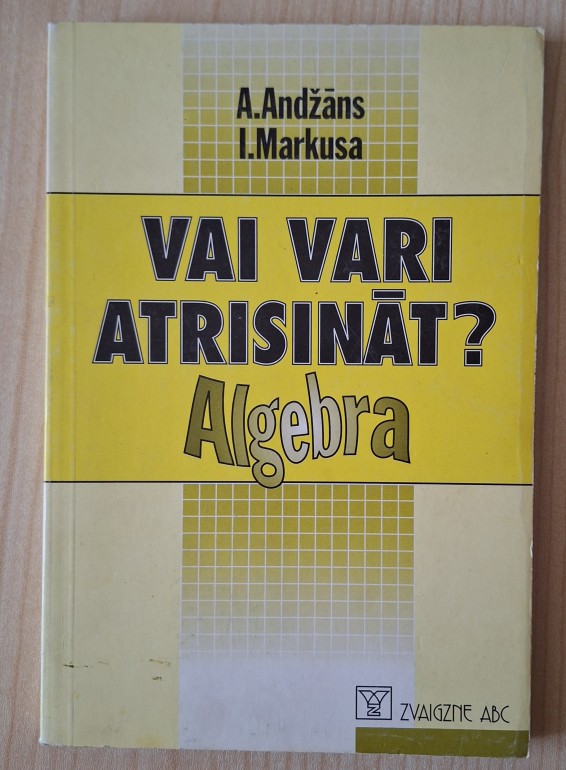 A.Andžāns
I.Markusa
VAI VARI
ATRISINĀT?
Algebra
ZVAIGZNE ABC